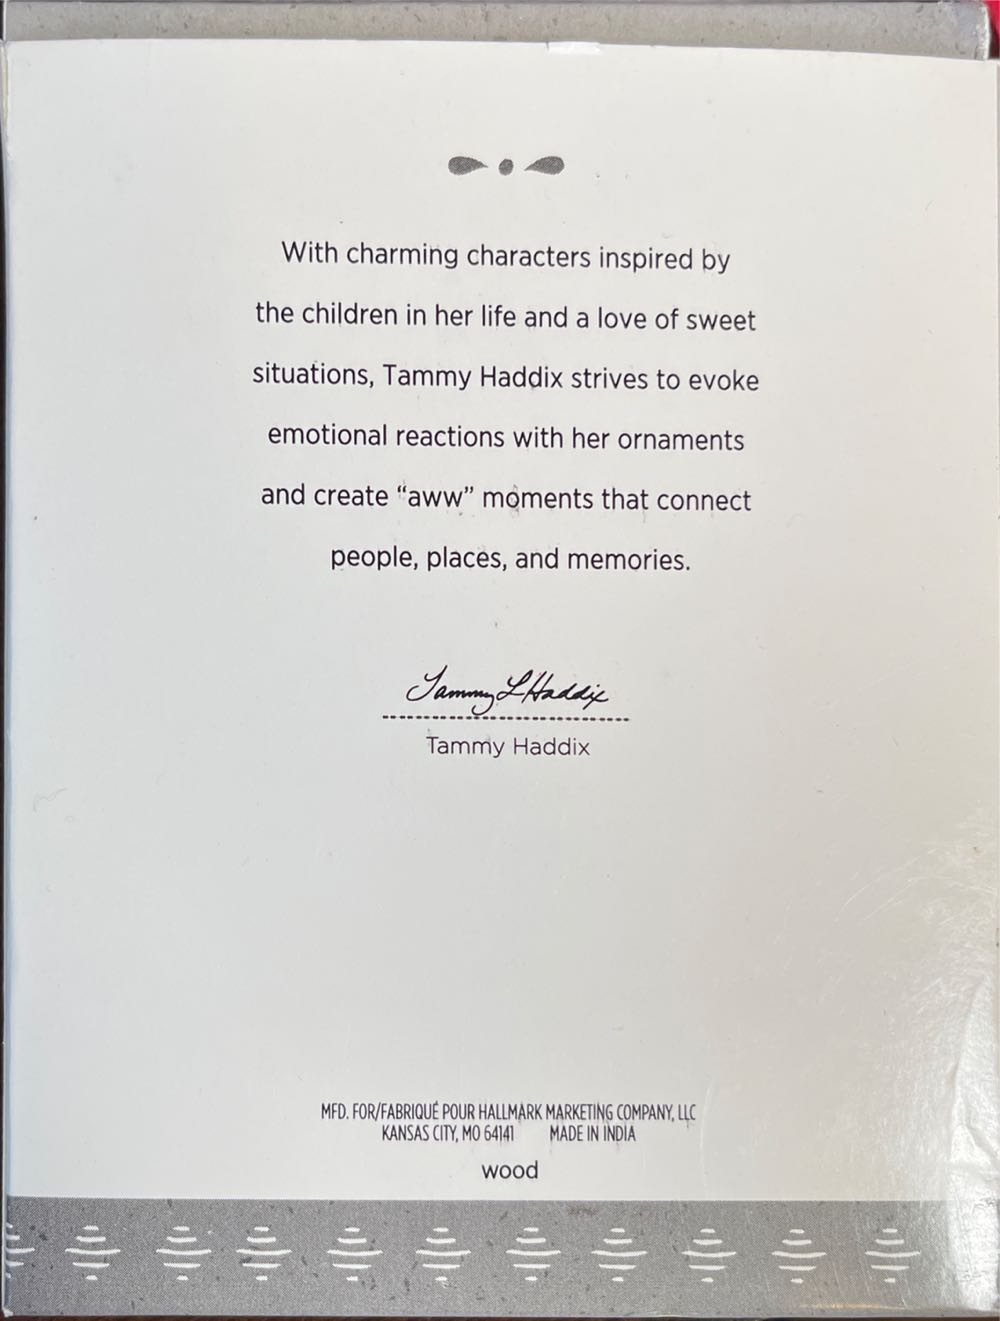 With charming characters inspired by
the children in her life and a love of sweet
situations, Tammy Haddix strives to evoke
emotional reactions with her ornaments
and create “aww” moments that connect
people, places, and memories.
Tammy L Haddix
Tammy Haddix
MFD. FOR/FABRIQUÉ POUR HALLMARK MARKETING COMPANY, LLC
KANSAS CITY, MO 64141 MADE IN INDIA
wood